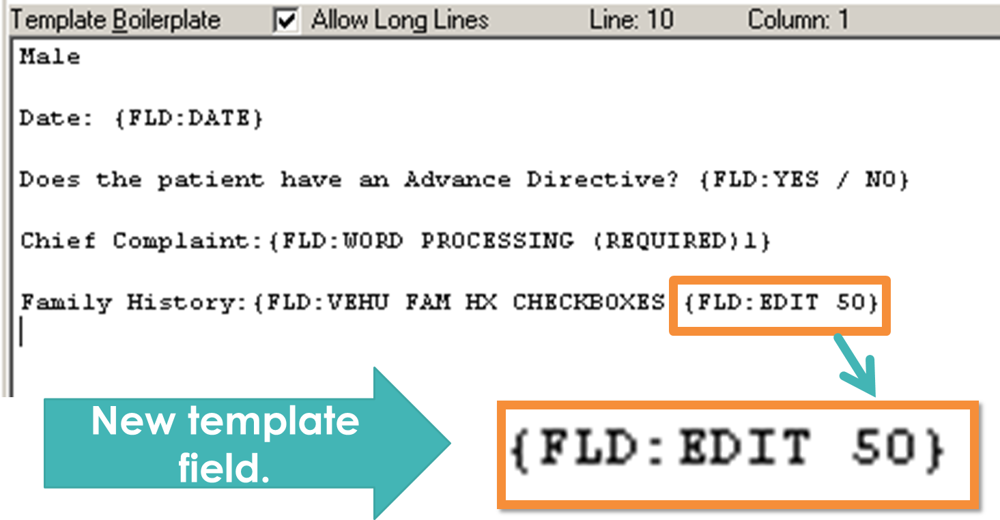 Template Boilerplate Allow Long Lines Line: 10 Column: 1
Male
Date: {FLD:DATE}
Does the patient have an Advance Directive? {FLD:YES / NO}
Chief Complaint:{FLD:WORD PROCESSING (REQUIRED)1}
Family History:{FLD:VEHU FAM HX CHECKBOXES {FLD:EDIT 50}
New template
field.
{FLD:EDIT 50}